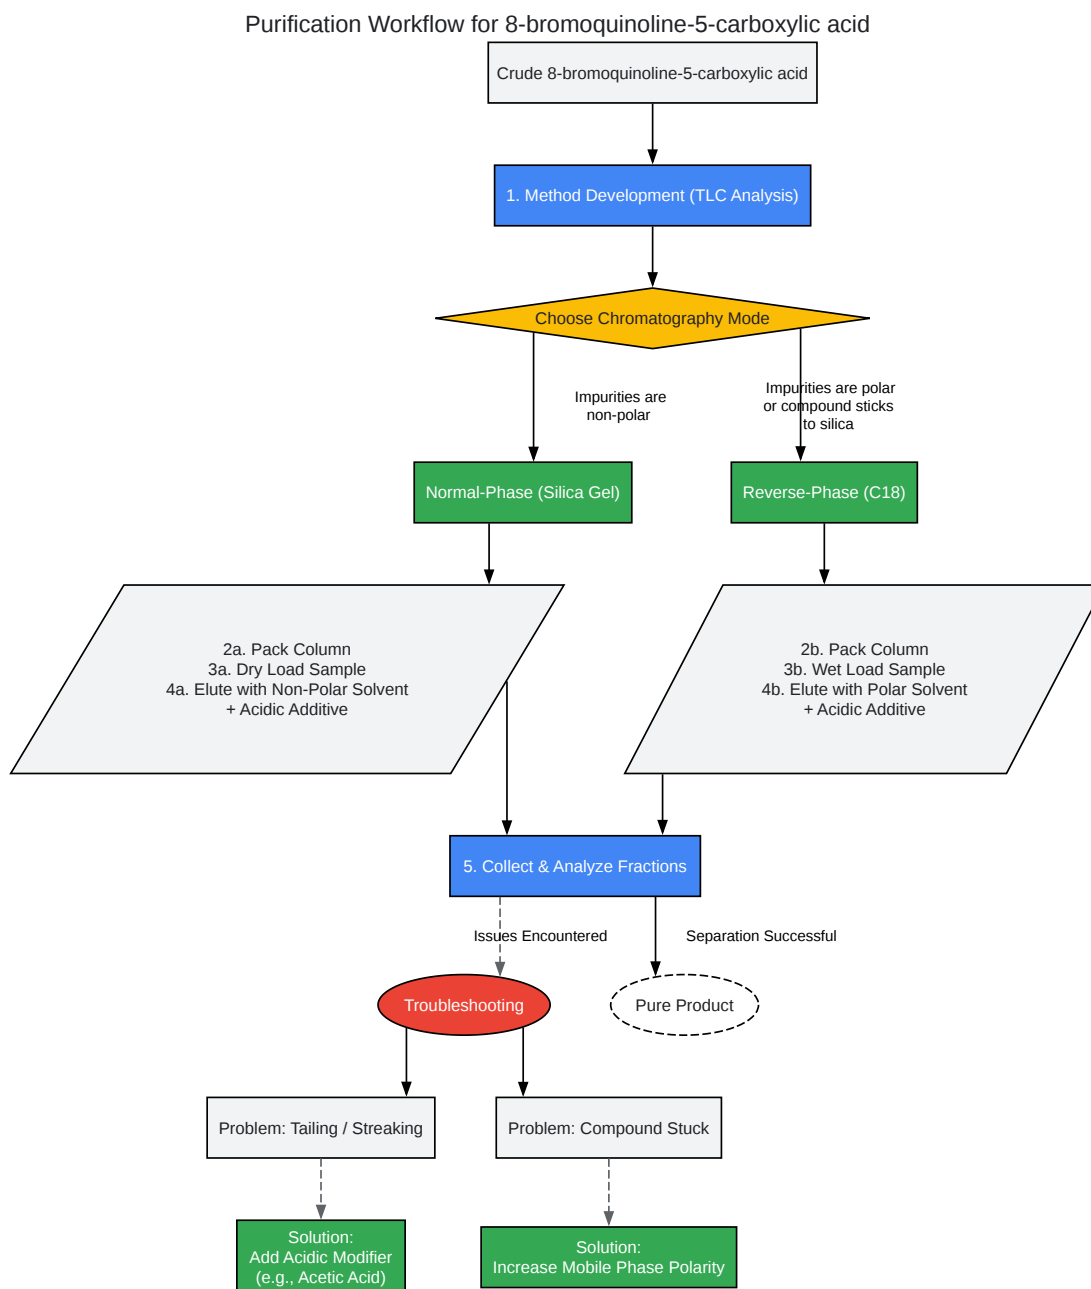 Purification Workflow for 8-bromoquinoline-5-carboxylic acid
Crude 8-bromoquinoline-5-carboxylic acid
1. Method Development (TLC Analysis)
Choose Chromatography Mode
Impurities are
non-polar
Impurities are polar
or compound sticks
to silica
Normal-Phase (Silica Gel)
Reverse-Phase (C18)
2a. Pack Column
3a. Dry Load Sample
4a. Elute with Non-Polar Solvent
+ Acidic Additive
2b. Pack Column
3b. Wet Load Sample
4b. Elute with Polar Solvent
+ Acidic Additive
5. Collect & Analyze Fractions
Issues Encountered
Separation Successful
Troubleshooting
Pure Product
Problem: Tailing / Streaking
Problem: Compound Stuck
Solution:
Add Acidic Modifier
(e.g., Acetic Acid)
Solution:
Increase Mobile Phase Polarity